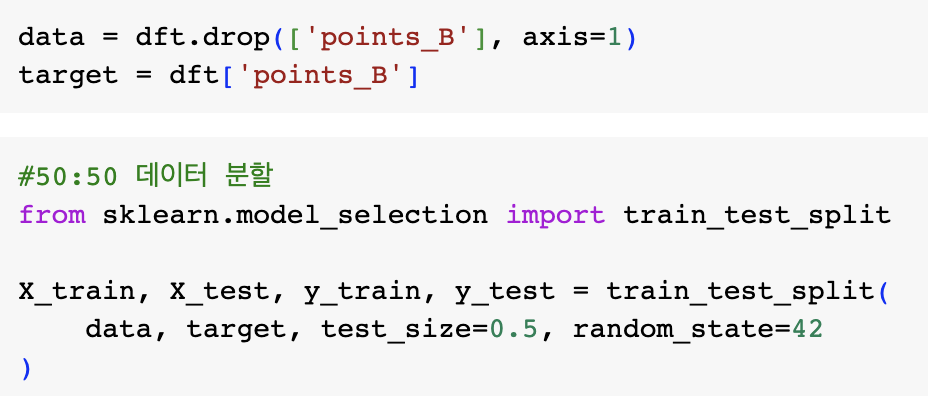 data = dft.drop(['points_B'], axis=1)
target = dft['points_B']
#50:50 데이터 분할
from sklearn.model_selection import train_test_split
X_train, X_test, y_train, y_test = train_test_split(
    data, target, test_size=0.5, random_state=42
)